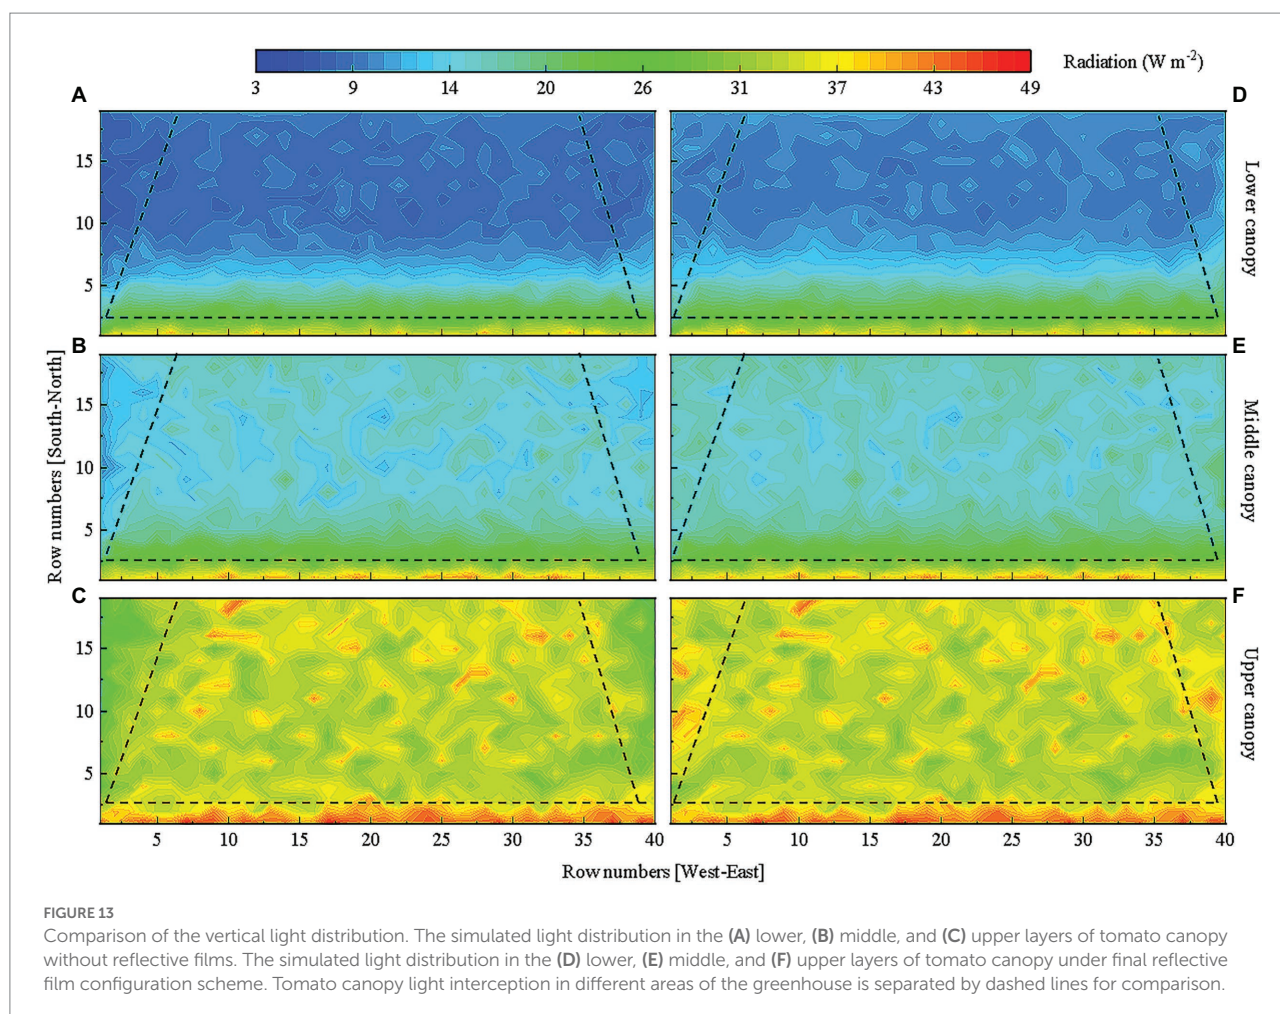 Radiation (W m-2)
3 9 14 20 26 31 37 43 49
A
D
15
10
5
Lower canopy
B
E
15
10
5
Middle canopy
Row numbers [South-North]
C
F
15
10
5
Upper canopy
5 10 15 20 25 30 35 40
5 10 15 20 25 30 35 40
Row numbers [West-East]
FIGURE 13
Comparison of the vertical light distribution. The simulated light distribution in the (A) lower, (B) middle, and (C) upper layers of tomato canopy
without reflective films. The simulated light distribution in the (D) lower, (E) middle, and (F) upper layers of tomato canopy under final reflective
film configuration scheme. Tomato canopy light interception in different areas of the greenhouse is separated by dashed lines for comparison.